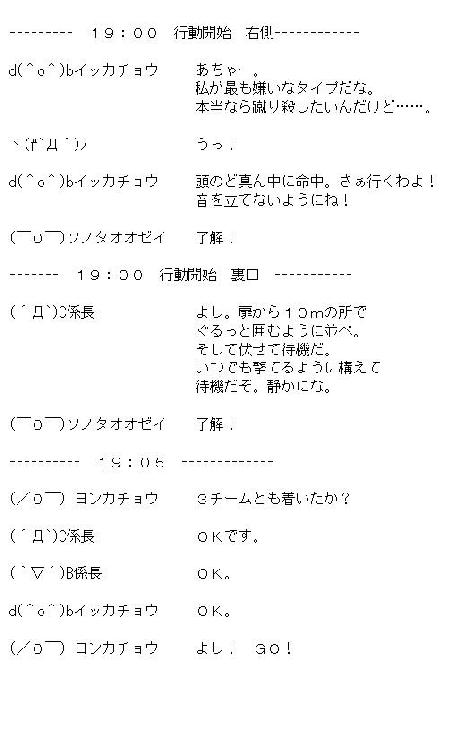 ---------　１９：００　行動開始　右側------------
d(＾o＾)bイッカチョウ　　あちゃー。
私が最も嫌いなタイプだな。
本当なら蹴り殺したいんだけど……。
ヽ(#ﾟДﾟ)ﾉ　　うっ！
d(＾o＾)bイッカチョウ　　頭のど真ん中に命中。さぁ行くわよ！
音を立てないようにね！
(￣o￣)ソノタオオゼイ　　了解！
-------　１９：００　行動開始　裏口　-----------
(´Д`)C係長　　よし。扉から１０ｍの所で
ぐるっと囲むように並べ。
そして伏せて待機だ。
いつでも撃てるように構えて
待機だぞ。静かにな。
(￣o￣)ソノタオオゼイ　　了解！
----------　１９：０５　-------------
(／o￣) ヨンカチョウ　　３チームとも着いたか？
(´Д`)C係長　　ＯＫです。
(´▽´)B係長　　ＯＫ。
d(＾o＾)bイッカチョウ　　ＯＫ。
(／o￣) ヨンカチョウ　　よし！　ＧＯ！